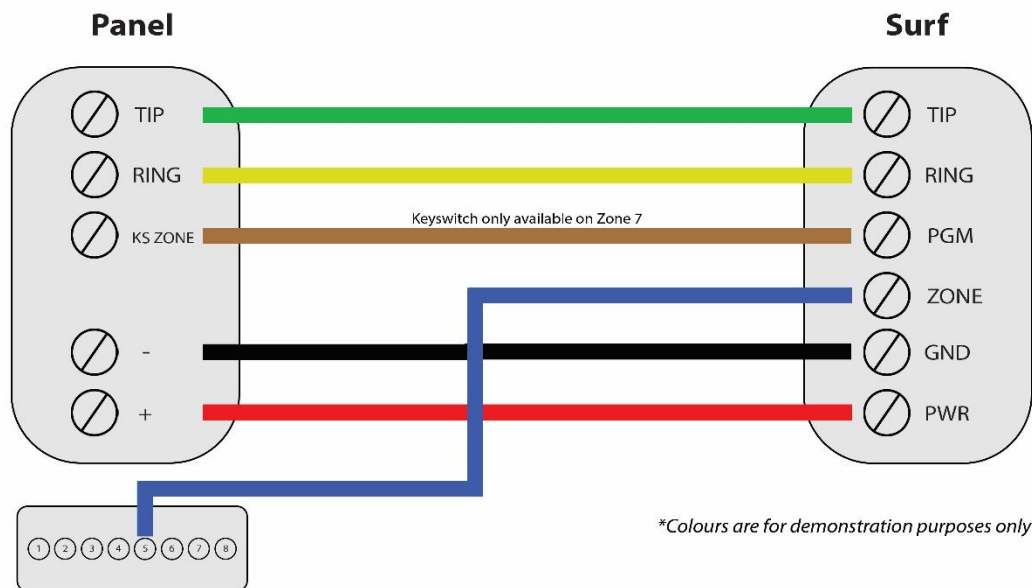 Panel
Surf
TIP
TIP
RING
RING
Keyswitch only available on Zone 7
KS ZONE
PGM
ZONE
-
GND
+
PWR
*Colours are for demonstration purposes only
1 2 3 4 5 6 7 8